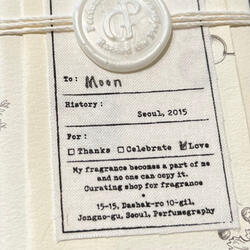 To: Moon
History:
Seoul, 2015
For:
☐ Thanks ☐ Celebrate ☑ Love
My fragrance becomes a part of me
and no one can copy it.
Curating shop for fragrance
•
15-15, Dashak-ro 10-gil,
Jongno-gu, Seoul, Perfumegraphy